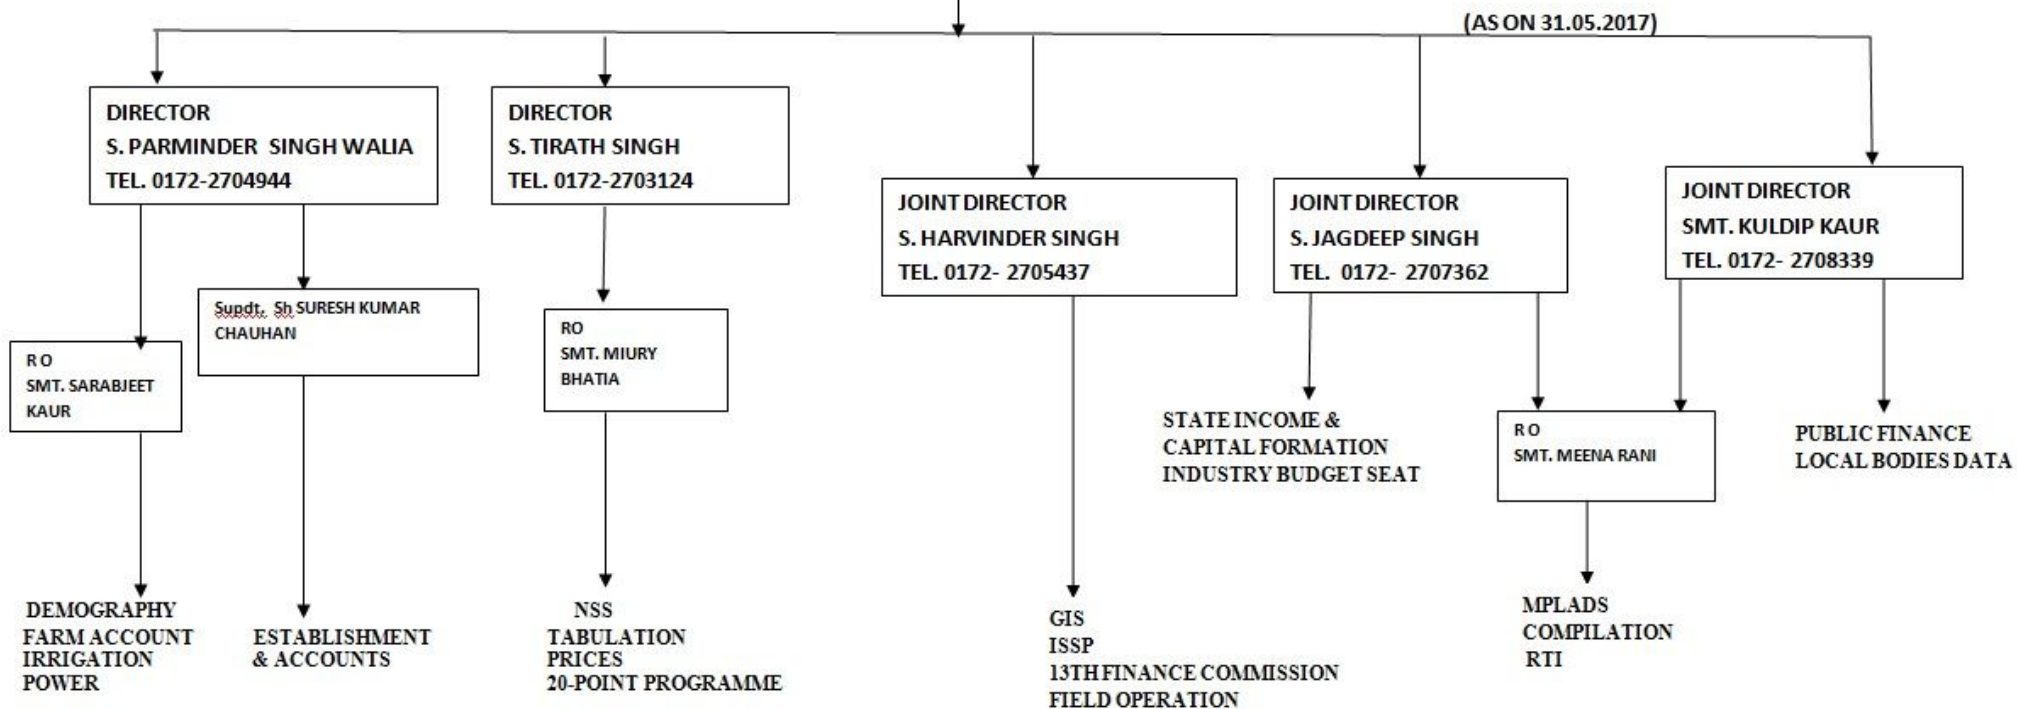 (AS ON 31.05.2017)
DIRECTOR
S. PARMINDER SINGH WALIA
TEL. 0172-2704944
DIRECTOR
S. TIRATH SINGH
TEL. 0172-2703124
JOINT DIRECTOR
S. HARVINDER SINGH
TEL. 0172- 2705437
JOINT DIRECTOR
S. JAGDEEP SINGH
TEL. 0172- 2707362
JOINT DIRECTOR
SMT. KULDIP KAUR
TEL. 0172- 2708339
R O
SMT. SARABJEET
KAUR
Supdt, Sh SURESH KUMAR
CHAUHAN
RO
SMT. MIURY
BHATIA
STATE INCOME &
CAPITAL FORMATION
INDUSTRY BUDGET SEAT
R O
SMT. MEENA RANI
PUBLIC FINANCE
LOCAL BODIES DATA
DEMOGRAPHY
FARM ACCOUNT
IRRIGATION
POWER
ESTABLISHMENT
& ACCOUNTS
NSS
TABULATION
PRICES
20-POINT PROGRAMME
GIS
ISSP
13TH FINANCE COMMISSION
FIELD OPERATION
MPLADS
COMPILATION
RTI